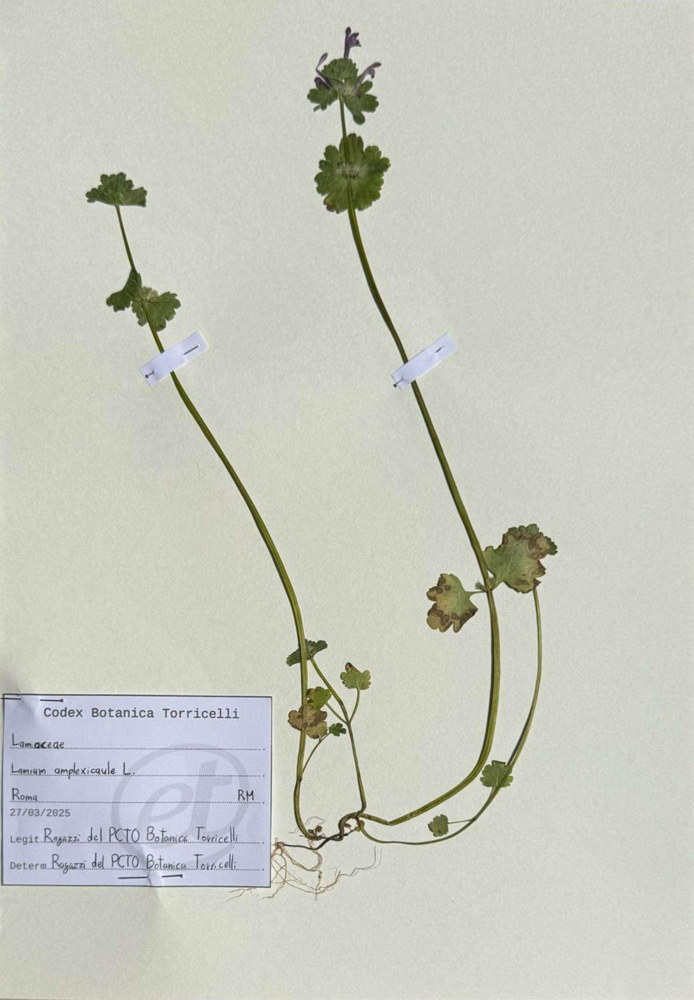 Codex Botanica Torricelli
Lamiaceae
Lamium amplexicaule L.
Roma RM
27/03/2025
Legit Ragazzi del PCTO Botanica Torricelli
Determ Ragazzi del PCTO Botanica Torricelli
et